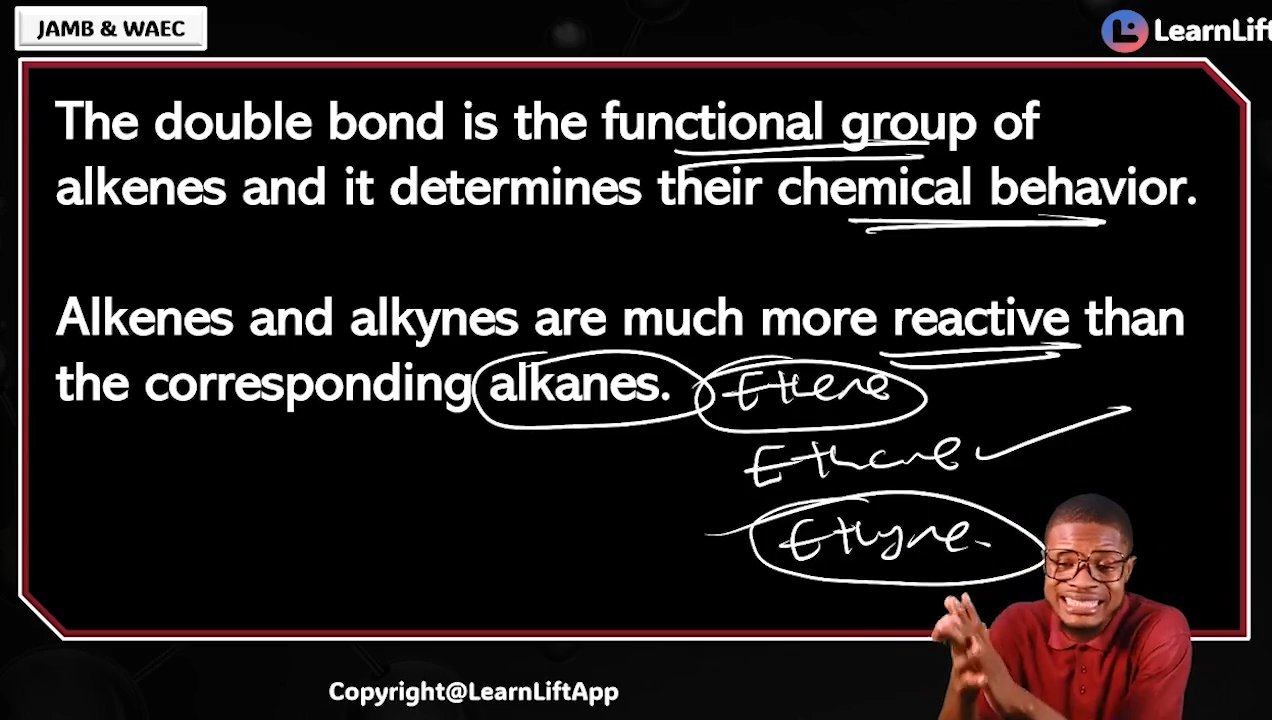 JAMB & WAEC
LearnLift
The double bond is the functional group of
alkenes and it determines their chemical behavior.
Alkenes and alkynes are much more reactive than
the corresponding alkanes.
Ethene
Ethane
Ethyne
Copyright@LearnLiftApp